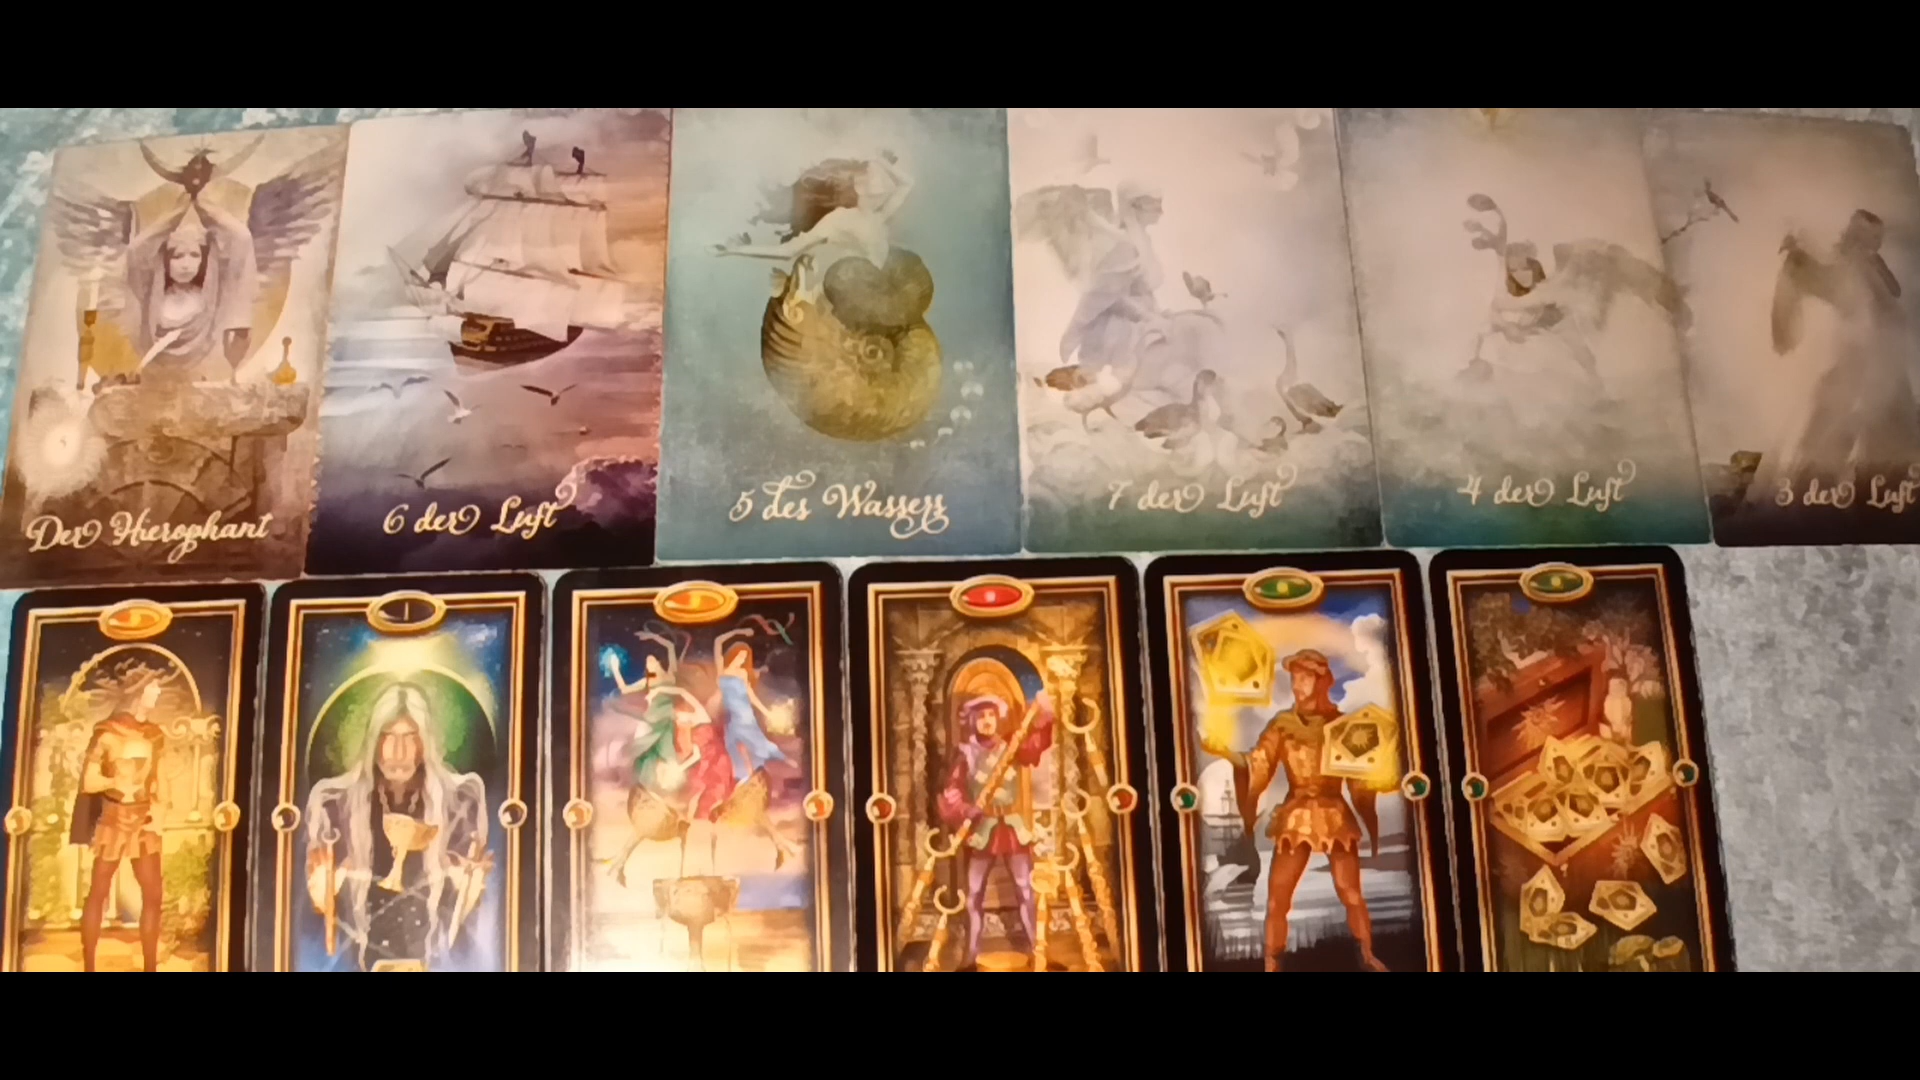 Der Hierophant
6 der Luft
5 des Wassers
7 der Luft
4 der Luft
3 der Luft